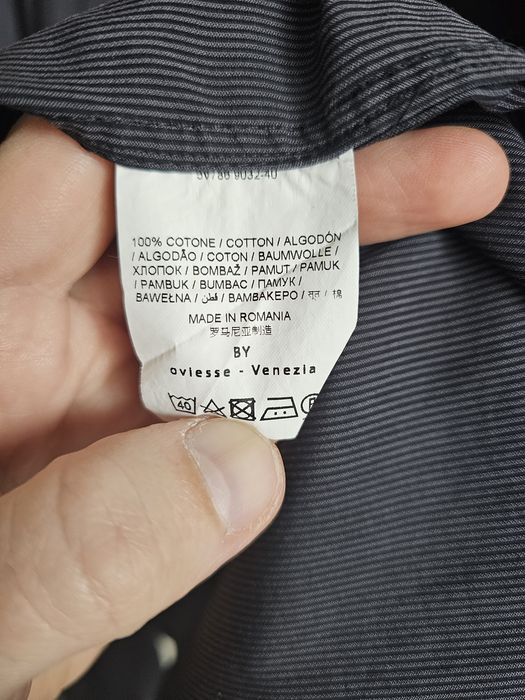 100% COTONE / COTTON / ALGODÓN
/ ALGODÃO / COTON / BAUMWOLLE /
ХЛОПОК / BOMBAŽ / PAMUT / PAMUK
/ PAMBUK / BUMBAC / ПАМУК /
BAWEŁNA / قطن / ΒΑΜΒΑΚΕΡΟ / सूत / 棉
MADE IN ROMANIA
罗马尼亚制造
BY
oviesse - Venezia
40